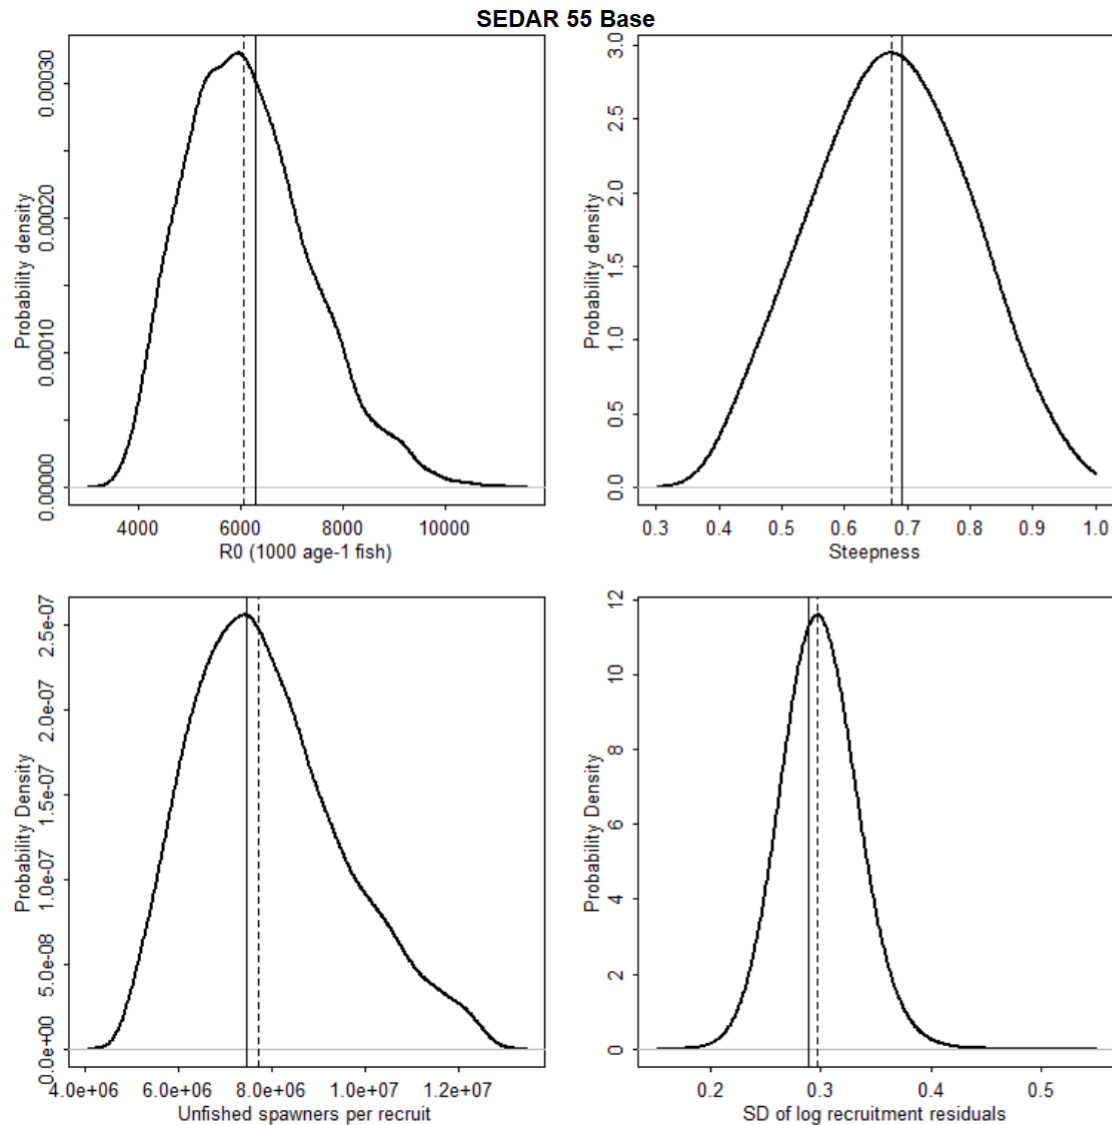 SEDAR 55 Base
Probability density
0.00000 0.00010 0.00020 0.00030
4000 6000 8000 10000
R0 (1000 age-1 fish)
Probability density
0.0 0.5 1.0 1.5 2.0 2.5 3.0
0.3 0.4 0.5 0.6 0.7 0.8 0.9 1.0
Steepness
Probability Density
0.0e+00 5.0e-08 1.0e-07 1.5e-07 2.0e-07 2.5e-07
4.0e+06 6.0e+06 8.0e+06 1.0e+07 1.2e+07
Unfished spawners per recruit
Probability Density
0 2 4 6 8 10 12
0.2 0.3 0.4 0.5
SD of log recruitment residuals